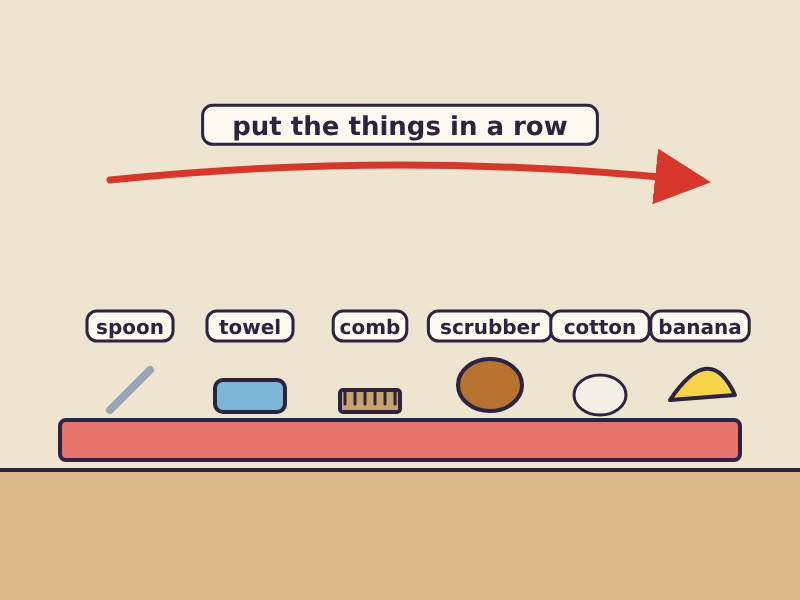 put the things in a row
spoon
towel
comb
scrubber
cotton
banana